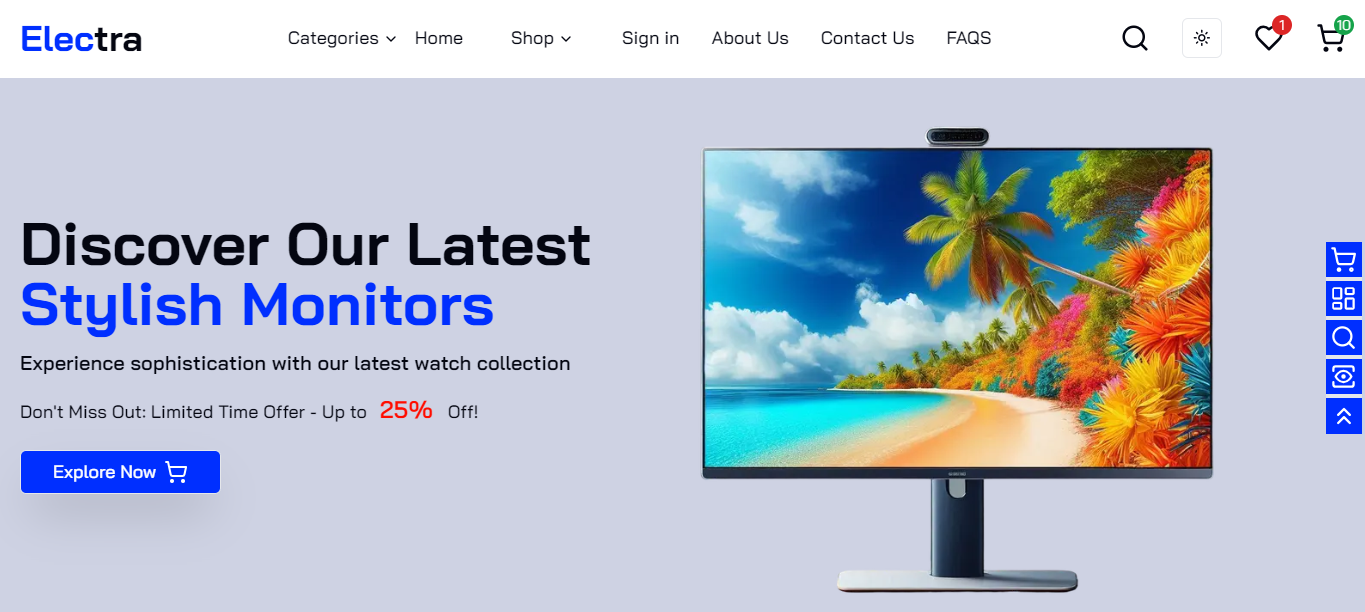 Electra
Categories Home Shop Sign in About Us Contact Us FAQS
1
10
Discover Our Latest
Stylish Monitors
Experience sophistication with our latest watch collection
Don't Miss Out: Limited Time Offer - Up to 25% Off!
Explore Now